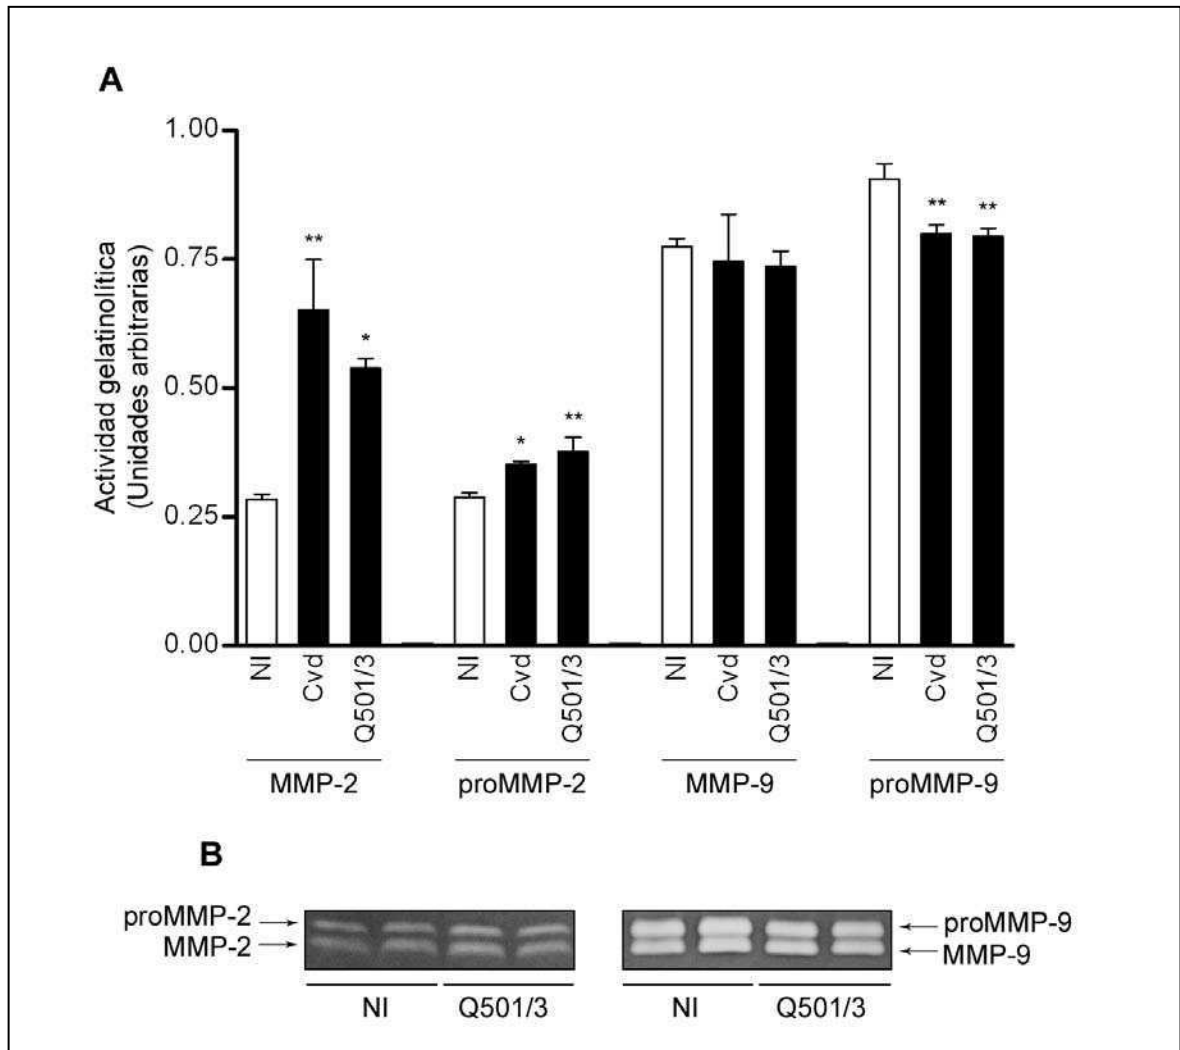 A
Actividad gelatinolítica
(Unidades arbitrarias)
1.00
0.75
0.50
0.25
0.00
** * * ** ** **
NI Cvd Q501/3 NI Cvd Q501/3 NI Cvd Q501/3 NI Cvd Q501/3
MMP-2 proMMP-2 MMP-9 proMMP-9
B
proMMP-2
MMP-2
proMMP-9
MMP-9
NI Q501/3 NI Q501/3